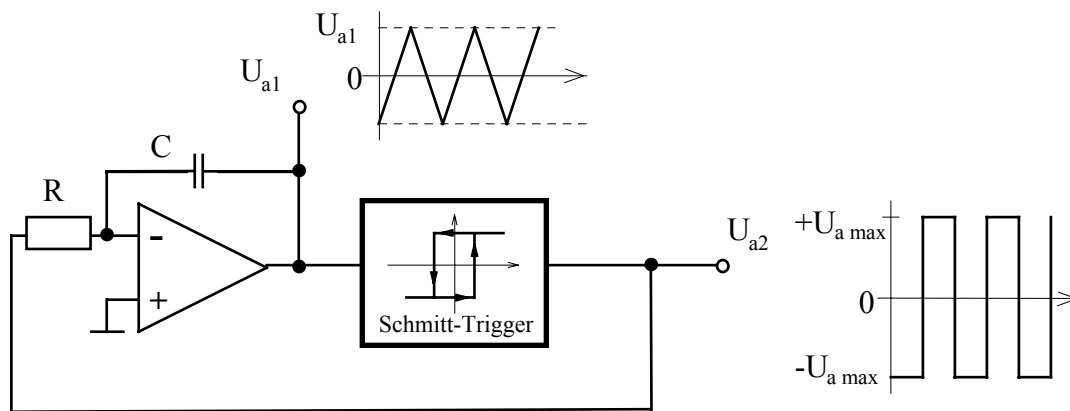 U_a1
0
U_a1
C
R
-
+
Schmitt-Trigger
U_a2
+U_a max
0
-U_a max